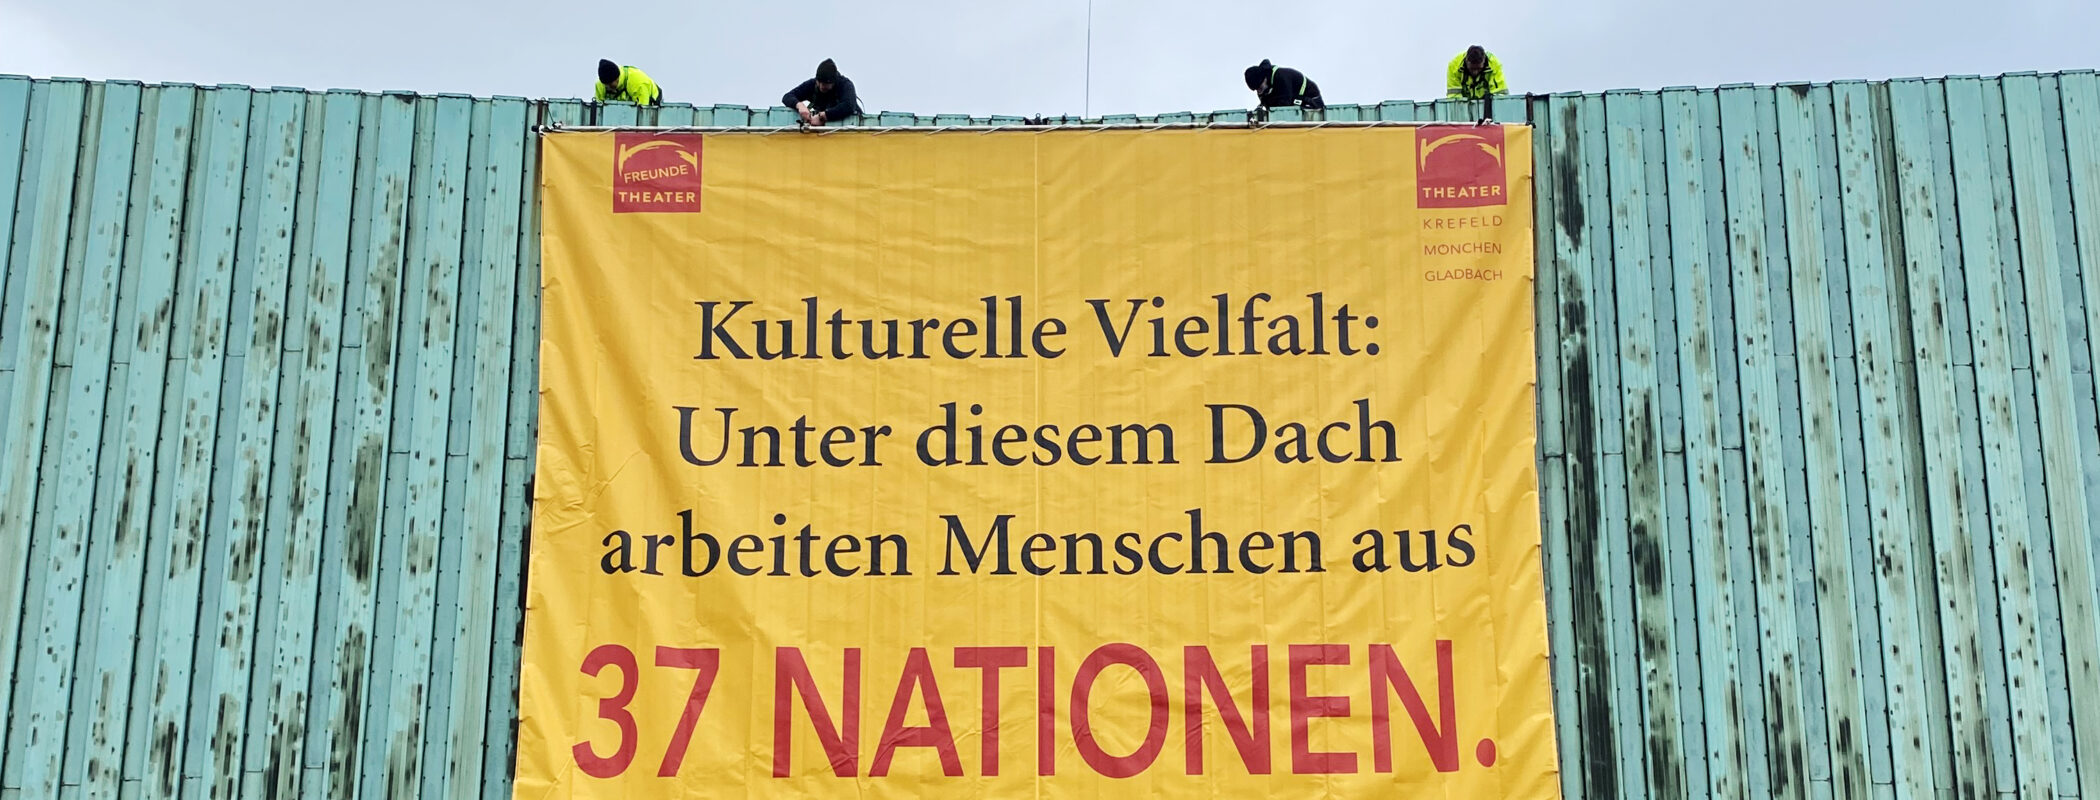 FREUNDE
THEATER
THEATER
KREFELD
MÖNCHEN
GLADBACH
Kulturelle Vielfalt:
Unter diesem Dach
arbeiten Menschen aus
37 NATIONEN.